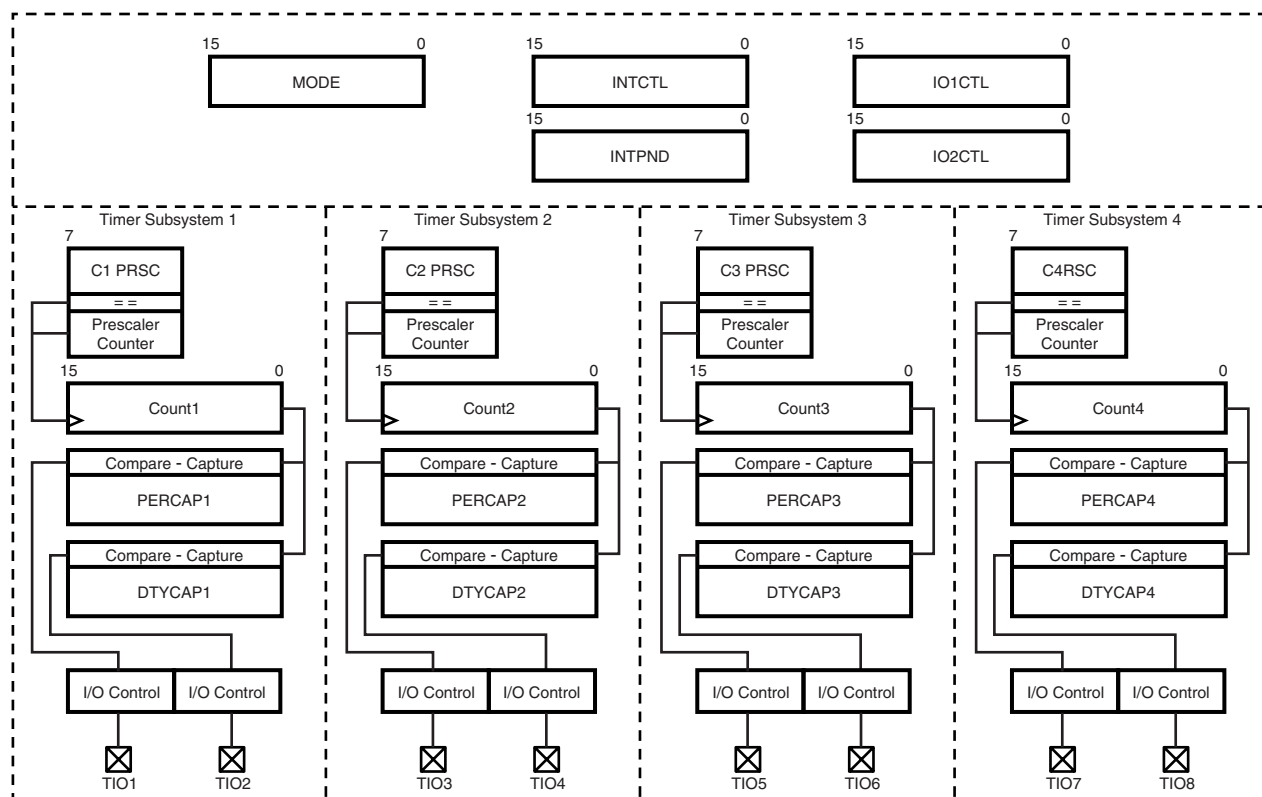 15 0 15 0 15 0
MODE INTCTL IO1CTL
15 0 15 0
INTPND IO2CTL
Timer Subsystem 1 Timer Subsystem 2 Timer Subsystem 3 Timer Subsystem 4
7 7 7 7
C1 PRSC C2 PRSC C3 PRSC C4RSC
= = = = = = = =
Prescaler Prescaler Prescaler Prescaler
Counter Counter Counter Counter
15 0 15 0 15 0 15 0
Count1 Count2 Count3 Count4
Compare - Capture Compare - Capture Compare - Capture Compare - Capture
PERCAP1 PERCAP2 PERCAP3 PERCAP4
Compare - Capture Compare - Capture Compare - Capture Compare - Capture
DTYCAP1 DTYCAP2 DTYCAP3 DTYCAP4
I/O Control I/O Control I/O Control I/O Control I/O Control I/O Control I/O Control I/O Control
TIO1 TIO2 TIO3 TIO4 TIO5 TIO6 TIO7 TIO8